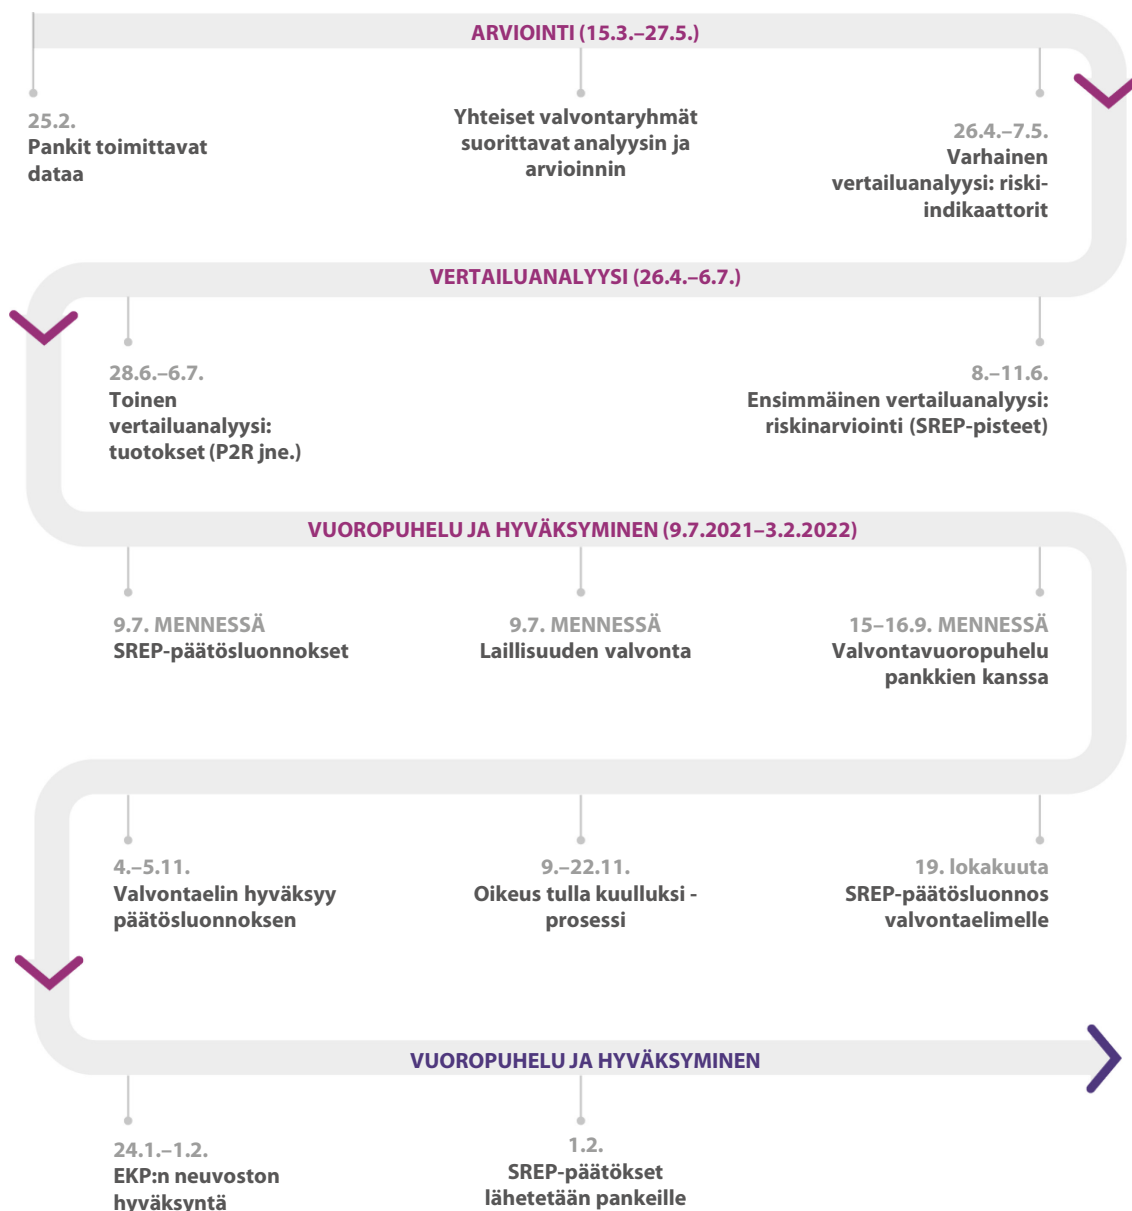 ARVIOINTI (15.3.–27.5.)
25.2.
Pankit toimittavat
dataa
Yhteiset valvontaryhmät
suorittavat analyysin ja
arvioinnin
26.4.–7.5.
Varhainen
vertailuanalyysi: riski-
indikaattorit
VERTAILUANALYYSI (26.4.–6.7.)
28.6.–6.7.
Toinen
vertailuanalyysi:
tuotokset (P2R jne.)
8.–11.6.
Ensimmäinen vertailuanalyysi:
riskinarviointi (SREP-pisteet)
VUOROPUHELU JA HYVÄKSYMINEN (9.7.2021–3.2.2022)
9.7. MENNESSÄ
SREP-päätösluonnokset
9.7. MENNESSÄ
Laillisuuden valvonta
15–16.9. MENNESSÄ
Valvontavuoropuhelu
pankkien kanssa
4.–5.11.
Valvontaelin hyväksyy
päätösluonnoksen
9.–22.11.
Oikeus tulla kuulluksi -
prosessi
19. lokakuuta
SREP-päätösluonnos
valvontaelimelle
VUOROPUHELU JA HYVÄKSYMINEN
24.1.–1.2.
EKP:n neuvoston
hyväksyntä
1.2.
SREP-päätökset
lähetetään pankeille